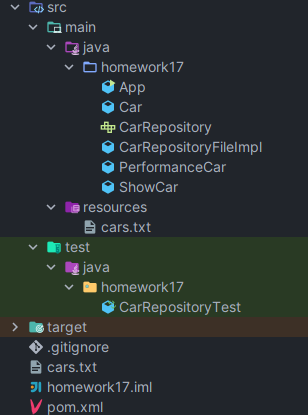 src
main
java
homework17
App
Car
CarRepository
CarRepositoryFileImpl
PerformanceCar
ShowCar
resources
cars.txt
test
java
homework17
CarRepositoryTest
target
.gitignore
cars.txt
homework17.iml
pom.xml